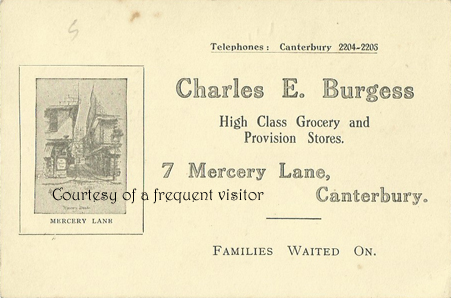 Telephones: Canterbury 2204-2205
Charles E. Burgess
High Class Grocery and
Provision Stores.
7 Mercery Lane,
Canterbury.
Courtesy of a frequent visitor
MERCERY LANE
FAMILIES WAITED ON.